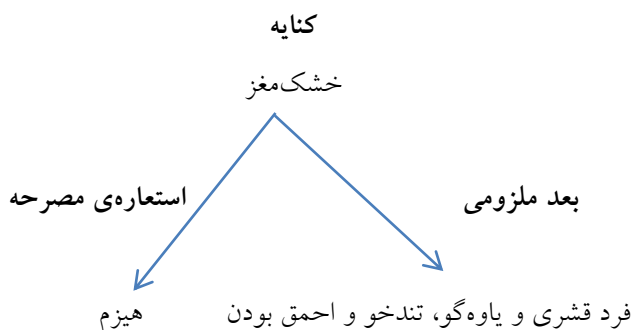 کنایه
خشک‌مغز
بعد ملزومی
استعاره‌ی مصرحه
فرد قشری و یاوه‌گو، تندخو و احمق بودن
هیزم